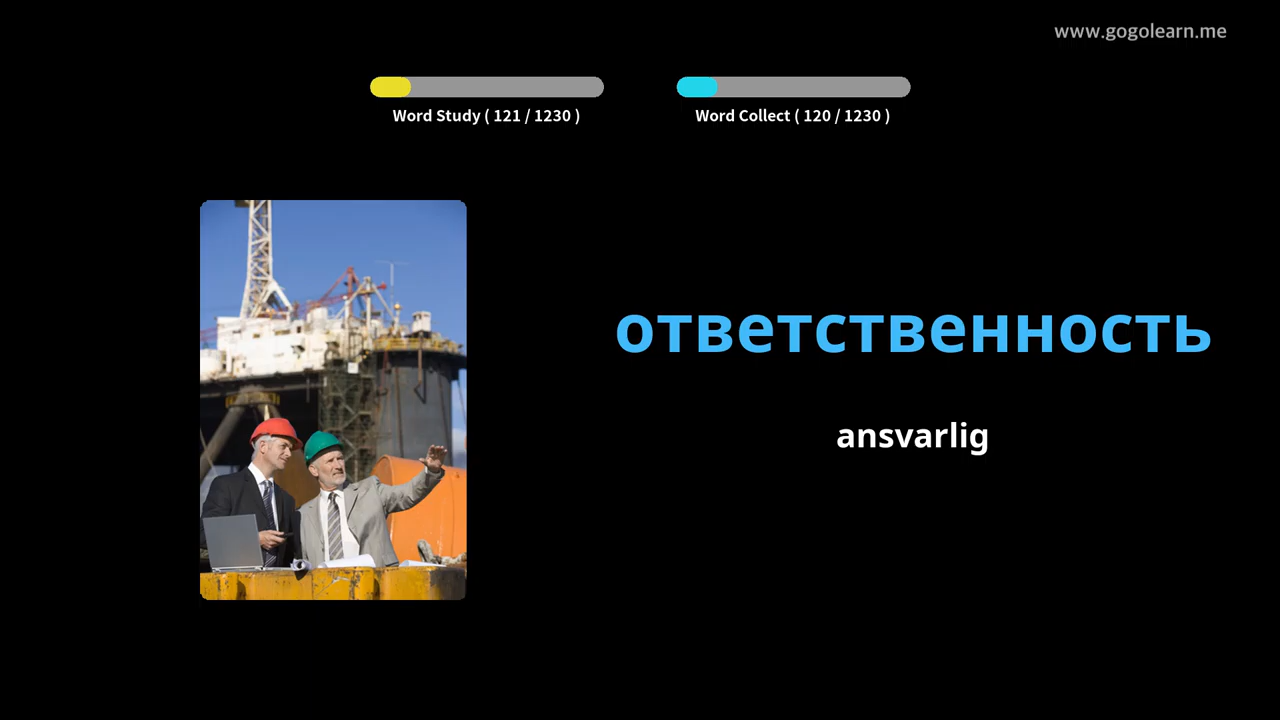 www.gogolearn.me
Word Study ( 121 / 1230 )
Word Collect ( 120 / 1230 )
ответственность
ansvarlig